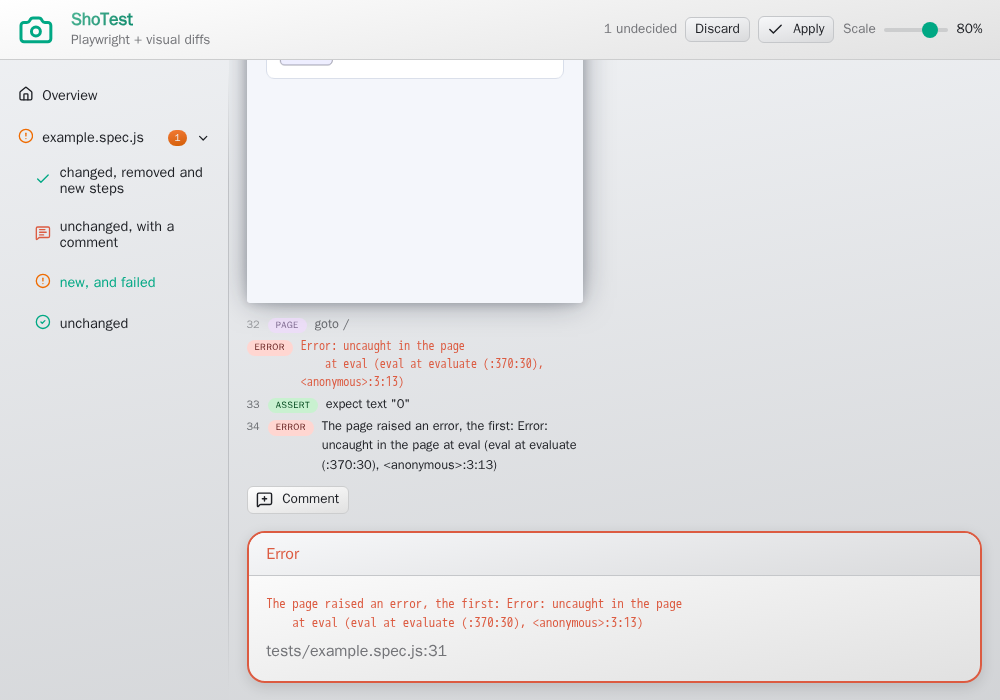 ShoTest
Playwright + visual diffs
1 undecided
Discard
Apply
Scale
80%
Overview
example.spec.js
1
changed, removed and
new steps
unchanged, with a
comment
new, and failed
unchanged
32 PAGE goto /
ERROR Error: uncaught in the page
at eval (eval at evaluate (:370:30),
<anonymous>:3:13)
33 ASSERT expect text "0"
34 ERROR The page raised an error, the first: Error:
uncaught in the page at eval (eval at evaluate
(:370:30), <anonymous>:3:13)
Comment
Error
The page raised an error, the first: Error: uncaught in the page
at eval (eval at evaluate (:370:30), <anonymous>:3:13)
tests/example.spec.js:31